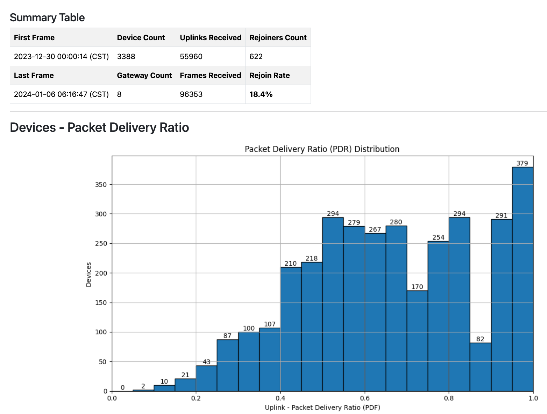 Summary Table
First Frame Device Count Uplinks Received Rejoiners Count
2023-12-30 00:00:14 (CST) 3388 55960 622
Last Frame Gateway Count Frames Received Rejoin Rate
2024-01-06 06:16:47 (CST) 8 96353 18.4%
Devices - Packet Delivery Ratio
Packet Delivery Ratio (PDR) Distribution
379
350
300 294 279 267 280 294 291
250 254
210 218
200
170
150
100 87 100 107 82
50 43
0 0 2 10 21
0.0 0.2 0.4 0.6 0.8 1.0
Devices
Uplink - Packet Delivery Ratio (PDF)